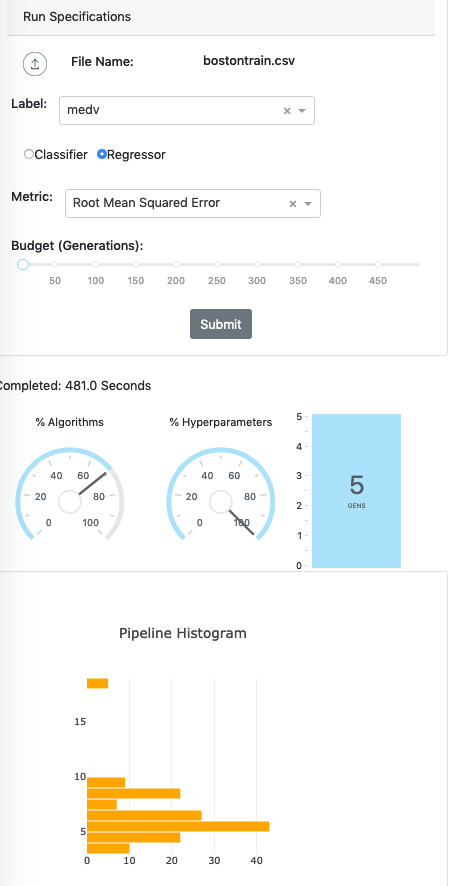 Run Specifications
File Name: bostontrain.csv
Label: medv × 
Classifier Regressor
Metric: Root Mean Squared Error ×
Budget (Generations):
50 100 150 200 250 300 350 400 450
Submit
Completed: 481.0 Seconds
% Algorithms % Hyperparameters
0 20 40 60 80 100
0 20 40 60 80 100
5
4
3
2
1
0
5
GENS
Pipeline Histogram
15
10
5
0 10 20 30 40